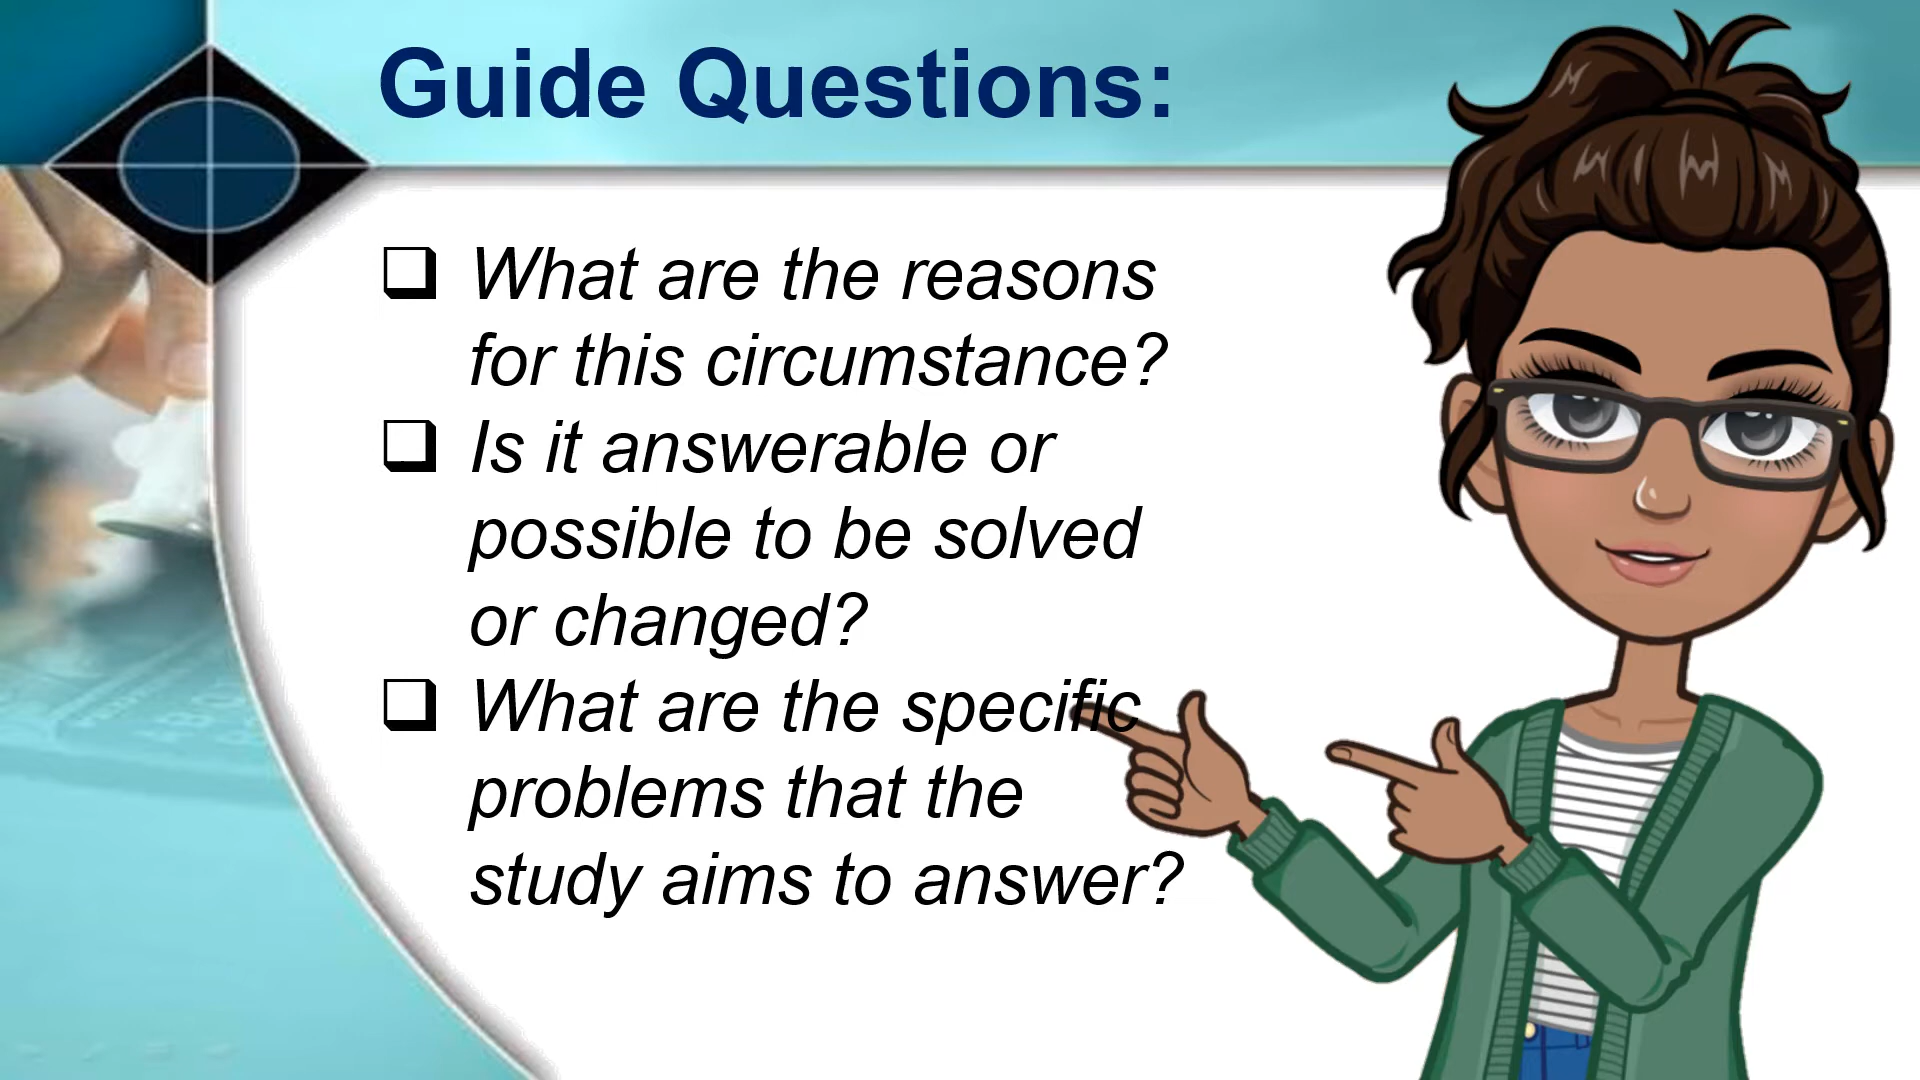 Guide Questions:
What are the reasons
for this circumstance?
Is it answerable or
possible to be solved
or changed?
What are the specific
problems that the
study aims to answer?